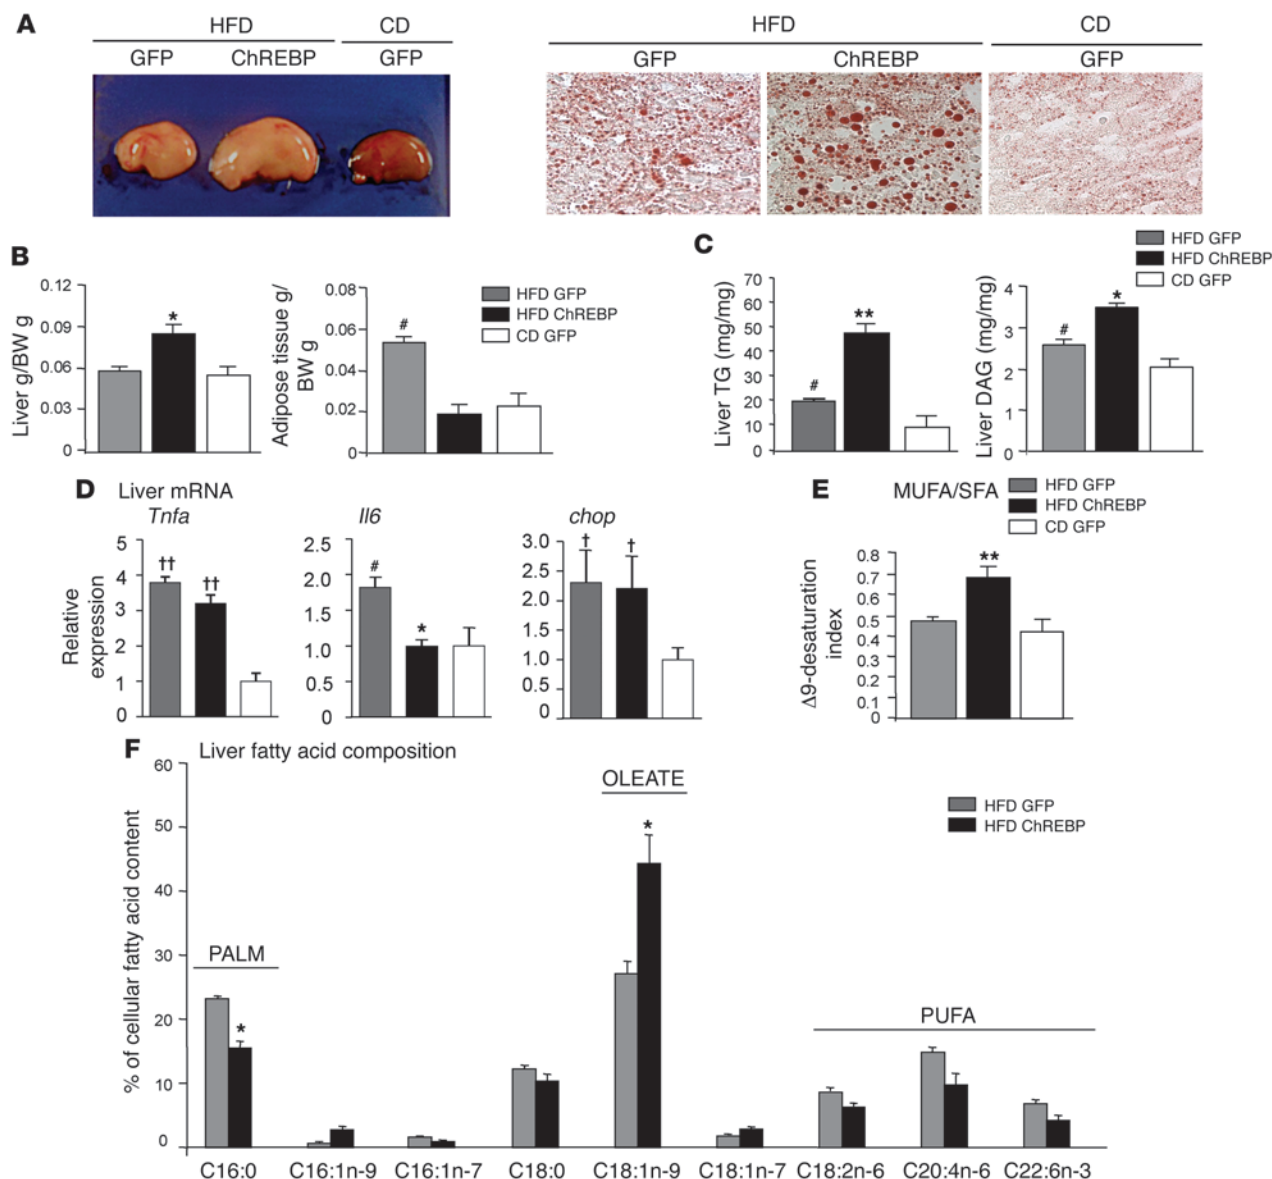 A
HFD CD
GFP ChREBP GFP
HFD CD
GFP ChREBP GFP
B
Liver g/BW g
0.12
0.09
0.06
0.03
0
*
Adipose tissue g/
BW g
0.08
0.06
0.04
0.02
0
#
HFD GFP
HFD ChREBP
CD GFP
C
Liver TG (mg/mg)
70
60
50
40
30
20
10
0
#
**
Liver DAG (mg/mg)
4
3
2
1
0
#
*
HFD GFP
HFD ChREBP
CD GFP
D Liver mRNA
Relative
expression
Tnfa
5
4
3
2
1
0
††
††
Il6
2.5
2.0
1.5
1.0
0.5
0
#
*
chop
3.0
2.5
2.0
1.5
1.0
0.5
0
†
†
E MUFA/SFA
HFD GFP
HFD ChREBP
CD GFP
Δ9-desaturation
index
0.8
0.7
0.6
0.5
0.4
0.3
0.2
0.1
0
**
F Liver fatty acid composition
% of cellular fatty acid content
60
50
40
30
20
10
0
PALM
*
OLEATE
*
PUFA
HFD GFP
HFD ChREBP
C16:0 C16:1n-9 C16:1n-7 C18:0 C18:1n-9 C18:1n-7 C18:2n-6 C20:4n-6 C22:6n-3